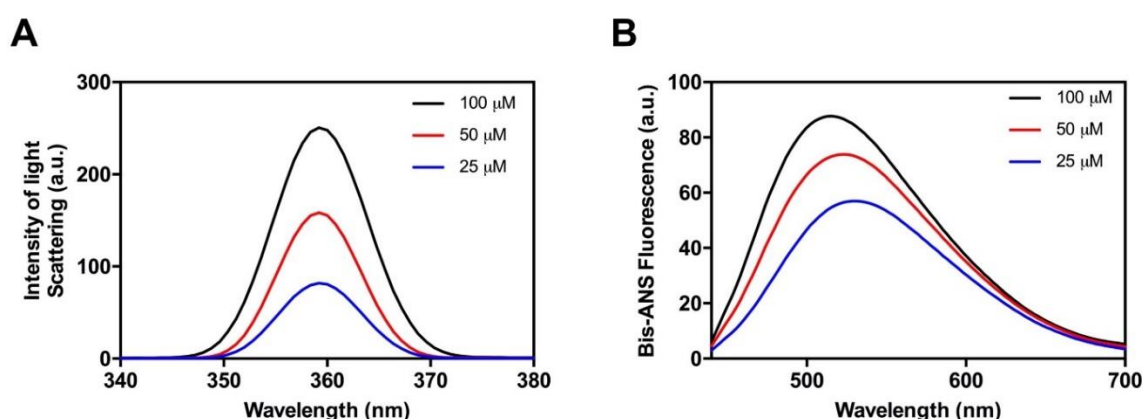 A
Intensity of light
Scattering (a.u.)
300
200
100
0
340
350
360
370
380
Wavelength (nm)
100 μM
50 μM
25 μM
B
Bis-ANS Fluorescence (a.u.)
100
80
60
40
20
0
500
600
700
Wavelength (nm)
100 μM
50 μM
25 μM